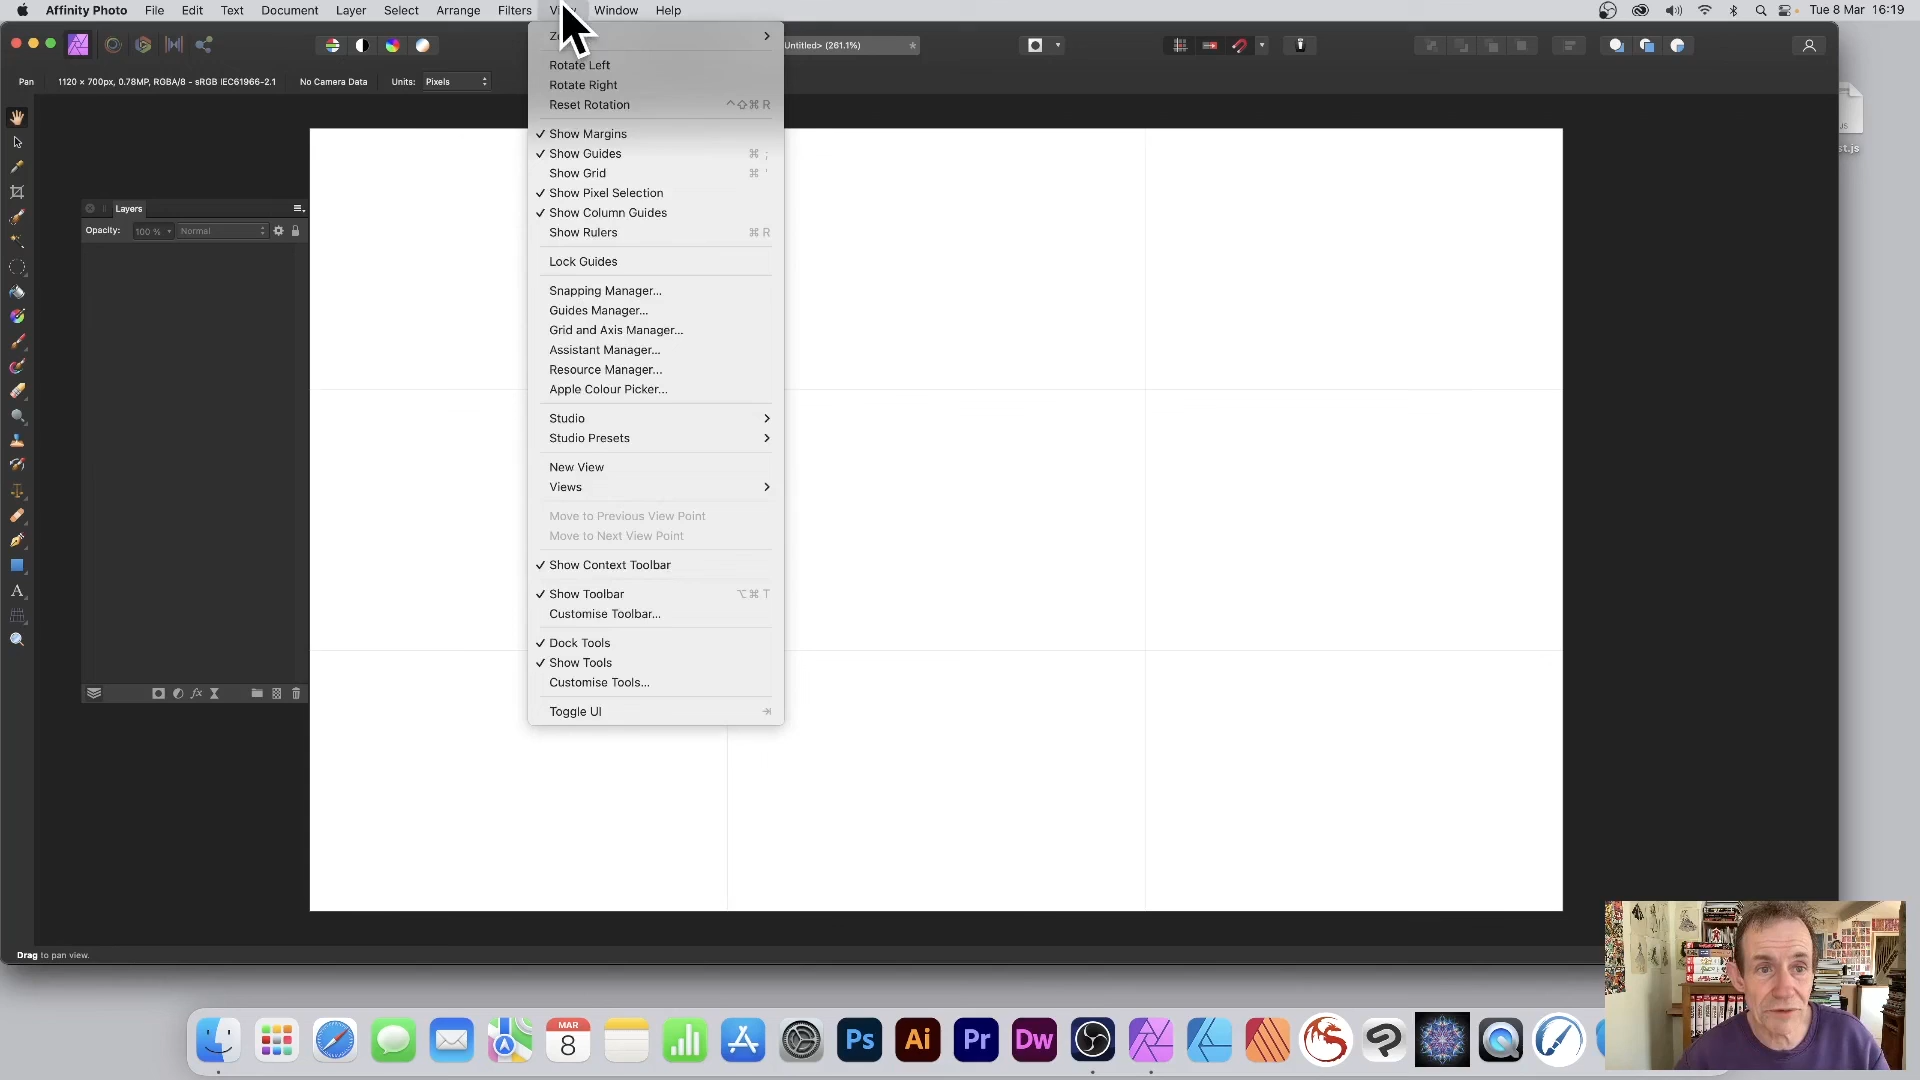 Affinity Photo File Edit Text Document Layer Select Arrange Filters View Window Help Tue 8 Mar 16:19
Untitled> (261.1%)
Pan 1120 × 700px, 0.78MP, RGBA/8 - sRGB IEC61966-2.1 No Camera Data Units: Pixels
Rotate Left
Rotate Right
Reset Rotation ^⇧⌘ R
Show Margins
Show Guides ⌘ ;
Show Grid ⌘ '
Show Pixel Selection
Show Column Guides
Show Rulers ⌘ R
Lock Guides
Snapping Manager...
Guides Manager...
Grid and Axis Manager...
Assistant Manager...
Resource Manager...
Apple Colour Picker...
Studio
Studio Presets
New View
Views
Move to Previous View Point
Move to Next View Point
Show Context Toolbar
Show Toolbar ⌥⌘ T
Customise Toolbar...
Dock Tools
Show Tools
Customise Tools...
Toggle UI
Layers
Opacity: 100 % Normal
st.js
Drag to pan view.
MAR
8
Ps Ai Pr Dw